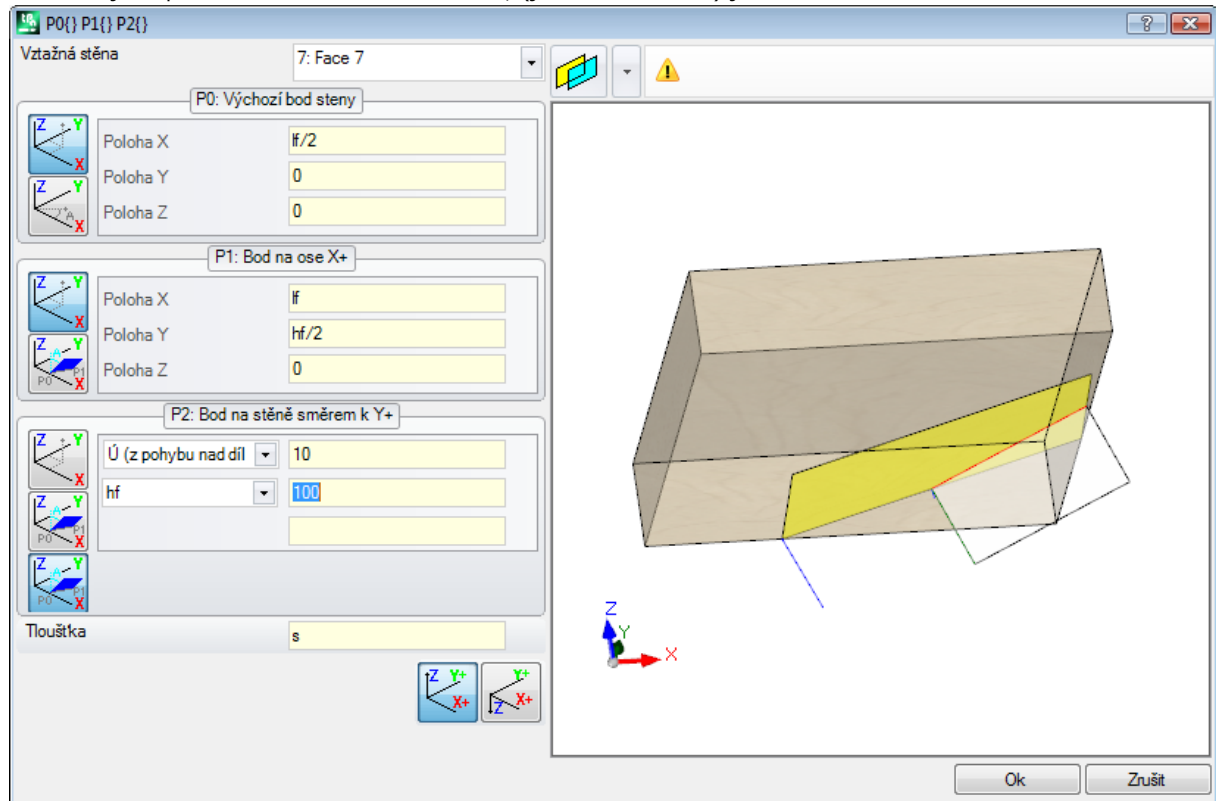 P0{} P1{} P2{}
Vztažná stěna
7: Face 7
P0: Výchozí bod steny
Poloha X
lf/2
Poloha Y
0
Poloha Z
0
P1: Bod na ose X+
Poloha X
lf
Poloha Y
hf/2
Poloha Z
0
P2: Bod na stěně směrem k Y+
Ú (z pohybu nad díl
10
hf
100
Tloušťka
s
Z Y+ X+
Y+ X+ Z
Z
Y
X
Ok
Zrušit